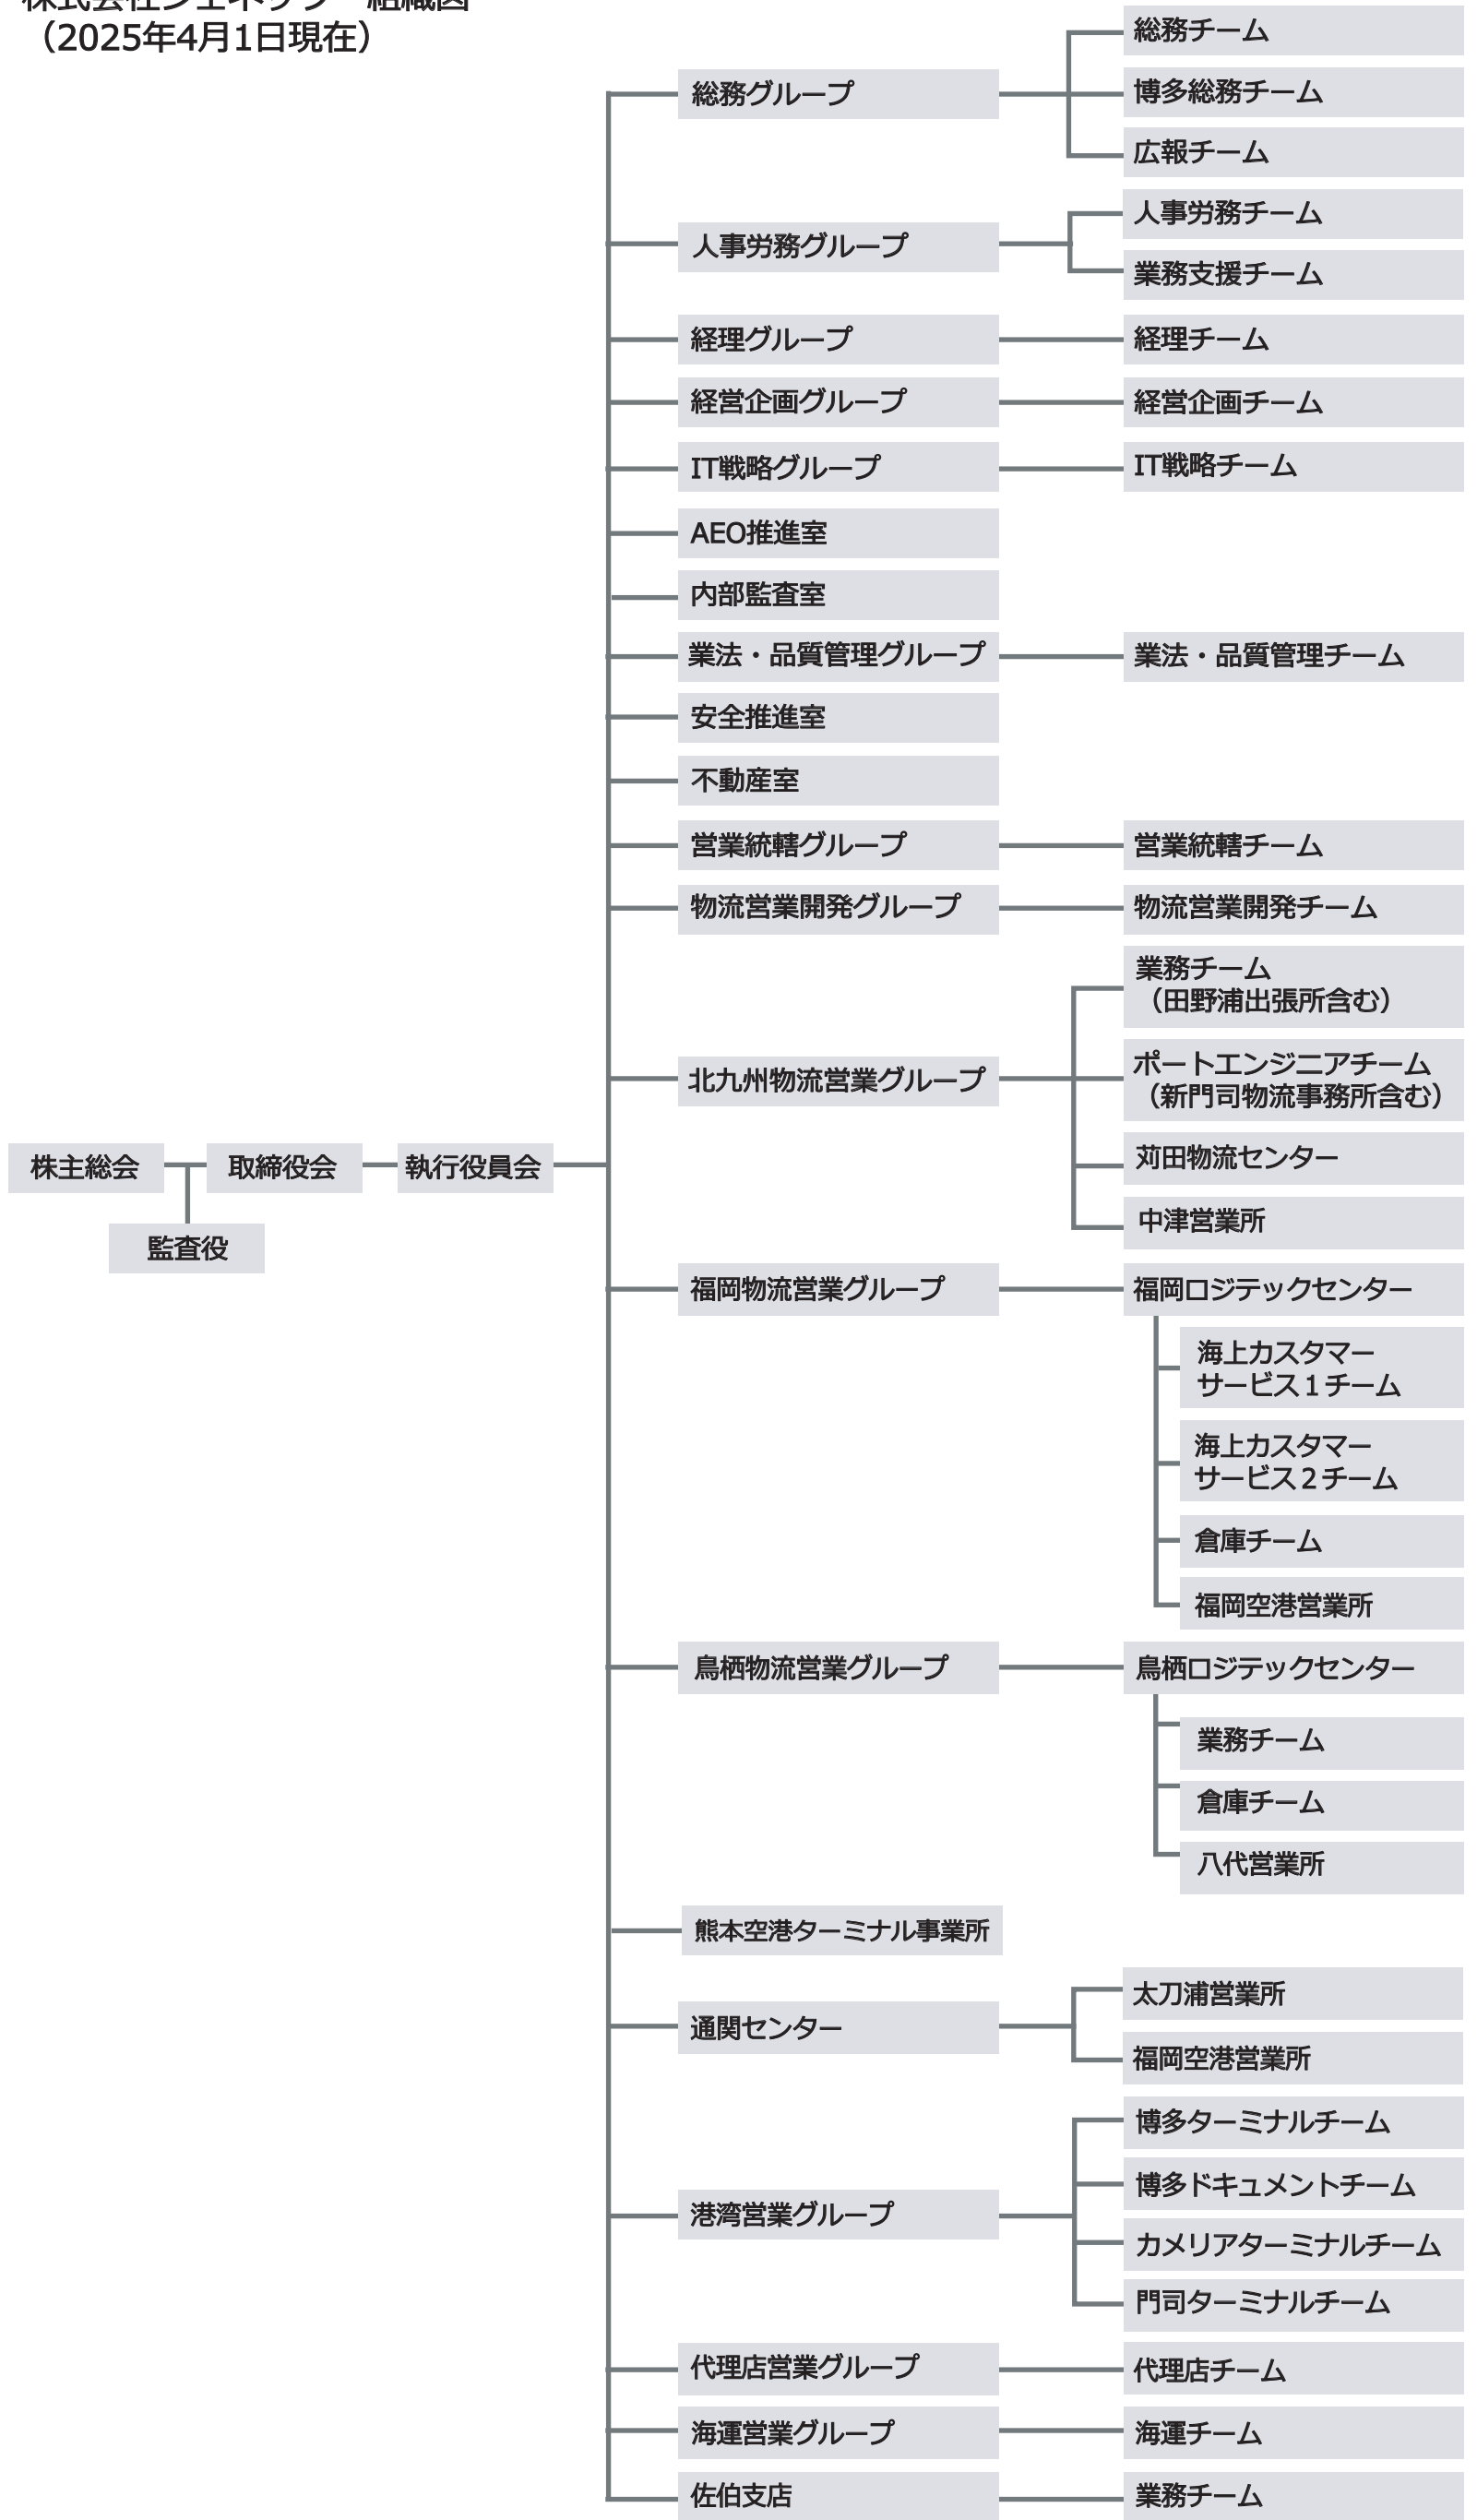 株式会社ジェネック　組織図
（2025年4月1日現在）
総務グループ
総務チーム
博多総務チーム
広報チーム
人事労務グループ
人事労務チーム
業務支援チーム
経理グループ
経理チーム
経営企画グループ
経営企画チーム
IT戦略グループ
IT戦略チーム
AEO推進室
内部監査室
業法・品質管理グループ
業法・品質管理チーム
安全推進室
不動産室
営業統轄グループ
営業統轄チーム
物流営業開発グループ
物流営業開発チーム
北九州物流営業グループ
業務チーム
（田野浦出張所含む）
ポートエンジニアチーム
（新門司物流事務所含む）
苅田物流センター
中津営業所
株主総会
取締役会
執行役員会
監査役
福岡物流営業グループ
福岡ロジテックセンター
海上カスタマー
サービス１チーム
海上カスタマー
サービス２チーム
倉庫チーム
福岡空港営業所
鳥栖物流営業グループ
鳥栖ロジテックセンター
業務チーム
倉庫チーム
八代営業所
熊本空港ターミナル事業所
通関センター
太刀浦営業所
福岡空港営業所
港湾営業グループ
博多ターミナルチーム
博多ドキュメントチーム
カメリアターミナルチーム
門司ターミナルチーム
代理店営業グループ
代理店チーム
海運営業グループ
海運チーム
佐伯支店
業務チーム